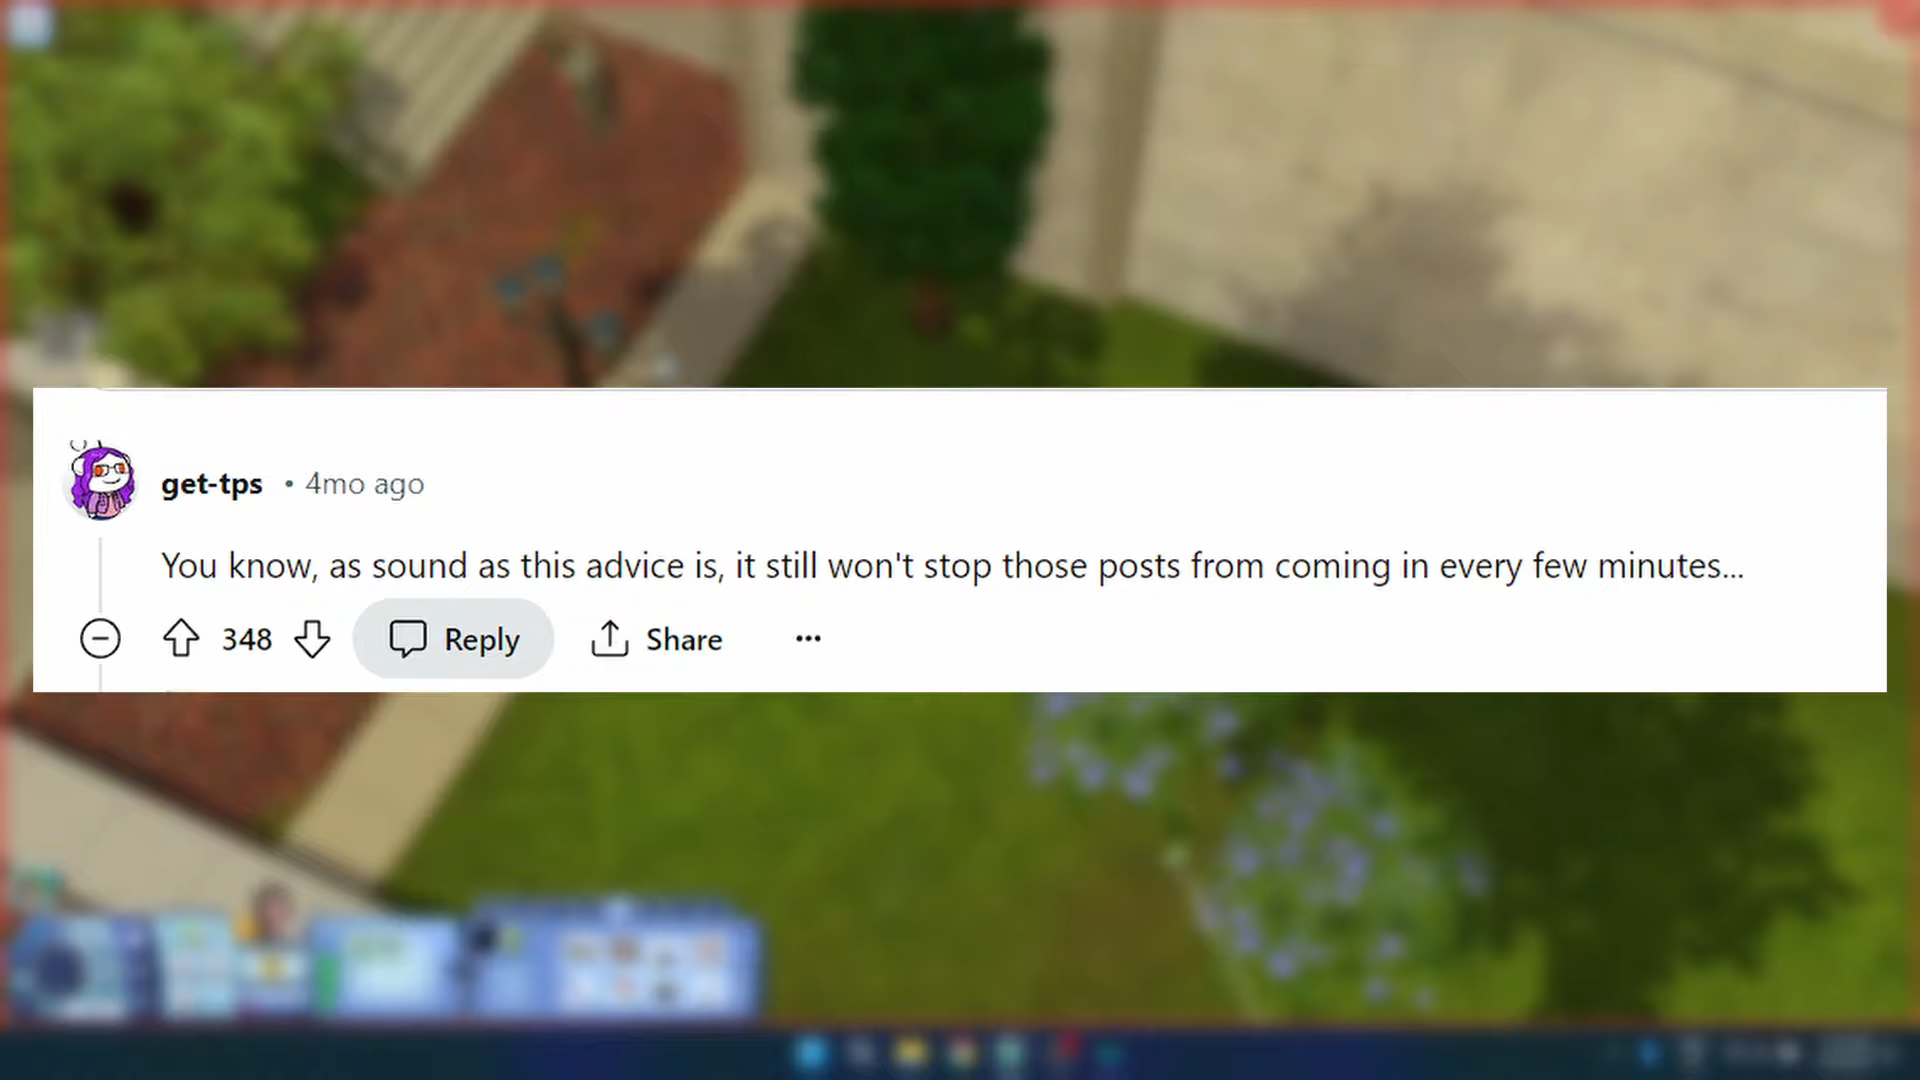 get-tps • 4mo ago
You know, as sound as this advice is, it still won't stop those posts from coming in every few minutes...
348 Reply Share